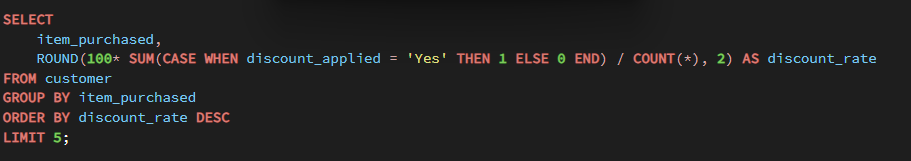 SELECT
    item_purchased,
    ROUND(100* SUM(CASE WHEN discount_applied = 'Yes' THEN 1 ELSE 0 END) / COUNT(*), 2) AS discount_rate
FROM customer
GROUP BY item_purchased
ORDER BY discount_rate DESC
LIMIT 5;